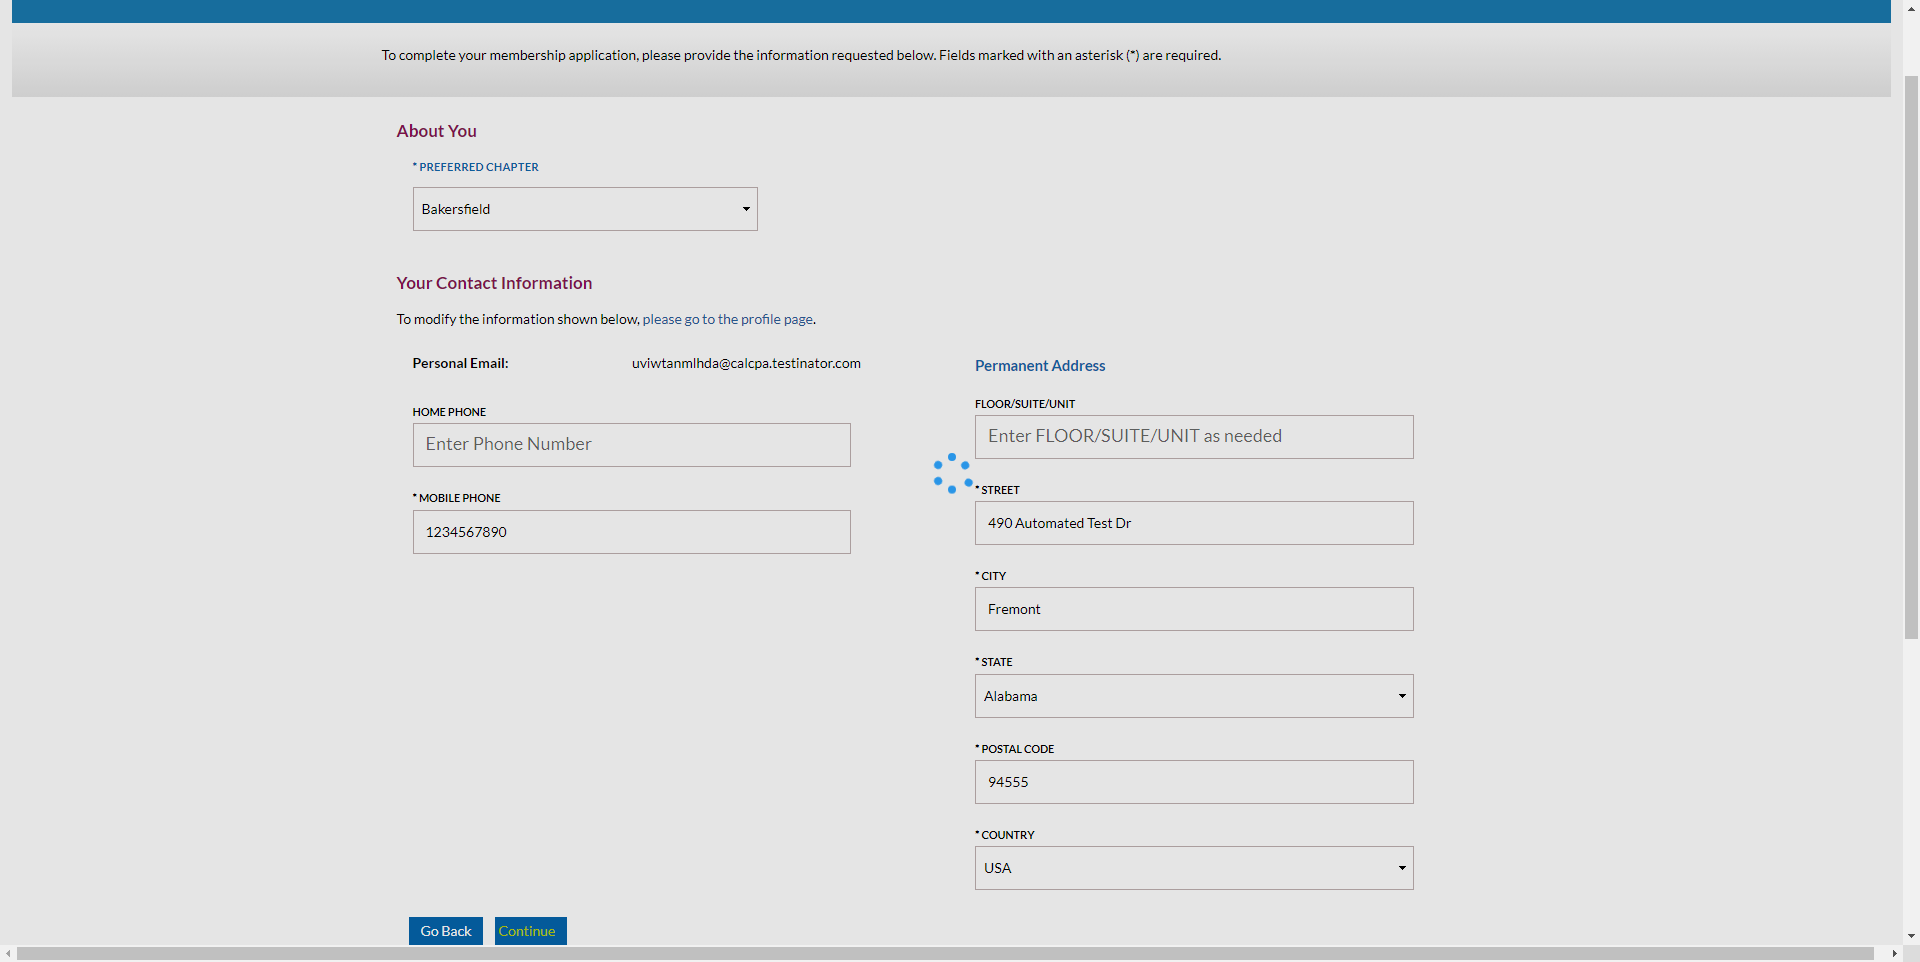 To complete your membership application, please provide the information requested below. Fields marked with an asterisk (*) are required.
About You
* PREFERRED CHAPTER
Bakersfield
Your Contact Information
To modify the information shown below, please go to the profile page.
Personal Email: uviwtanmlhda@calcpa.testinator.com
HOME PHONE
Enter Phone Number
* MOBILE PHONE
1234567890
Permanent Address
FLOOR/SUITE/UNIT
Enter FLOOR/SUITE/UNIT as needed
* STREET
490 Automated Test Dr
* CITY
Fremont
* STATE
Alabama
* POSTAL CODE
94555
* COUNTRY
USA
Go Back Continue